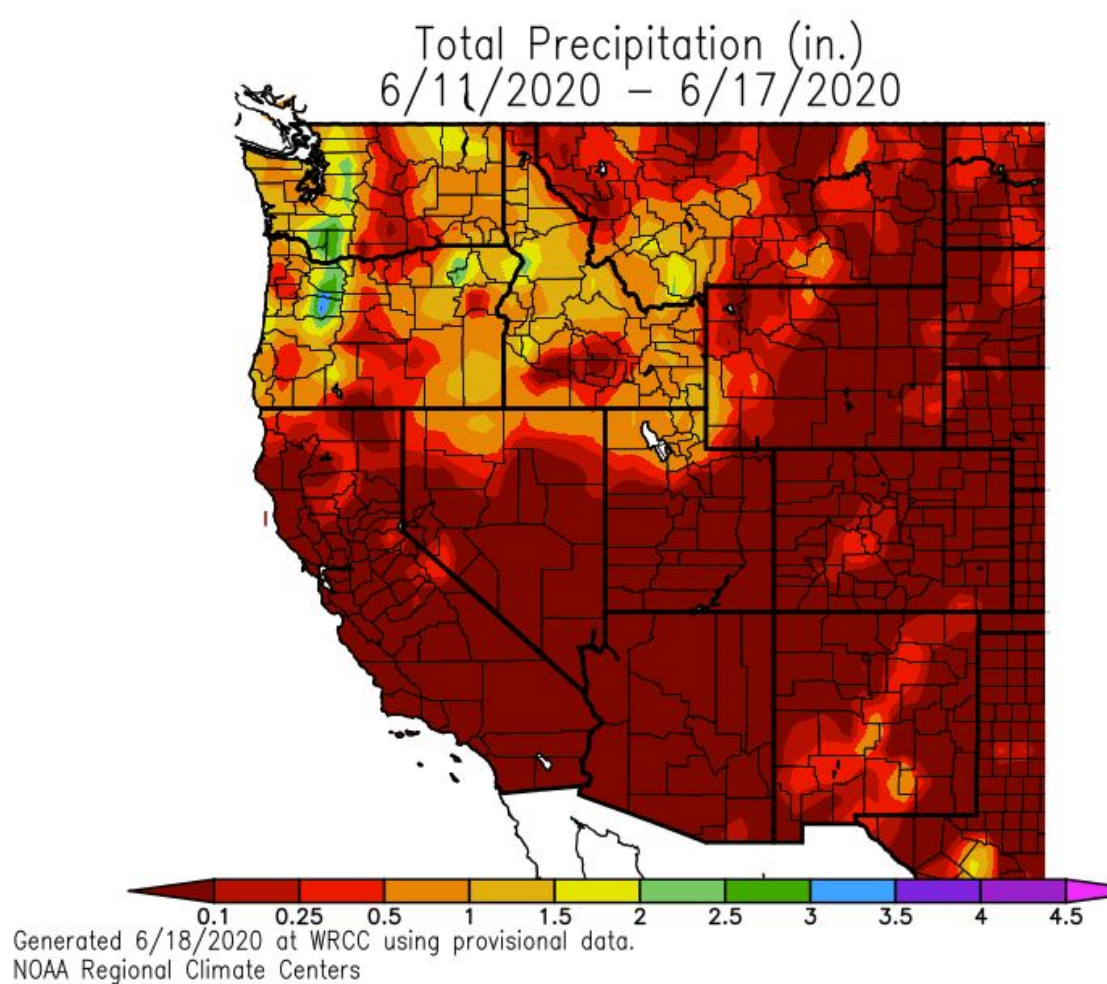 Total Precipitation (in.)
6/11/2020 – 6/17/2020
0.1 0.25 0.5 1 1.5 2 2.5 3 3.5 4 4.5
Generated 6/18/2020 at WRCC using provisional data.
NOAA Regional Climate Centers